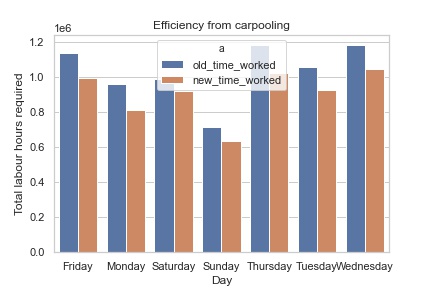 Efficiency from carpooling
1e6
a
old_time_worked
new_time_worked
Total labour hours required
1.2
1.0
0.8
0.6
0.4
0.2
0.0
Friday Monday Saturday Sunday Thursday Tuesday Wednesday
Day